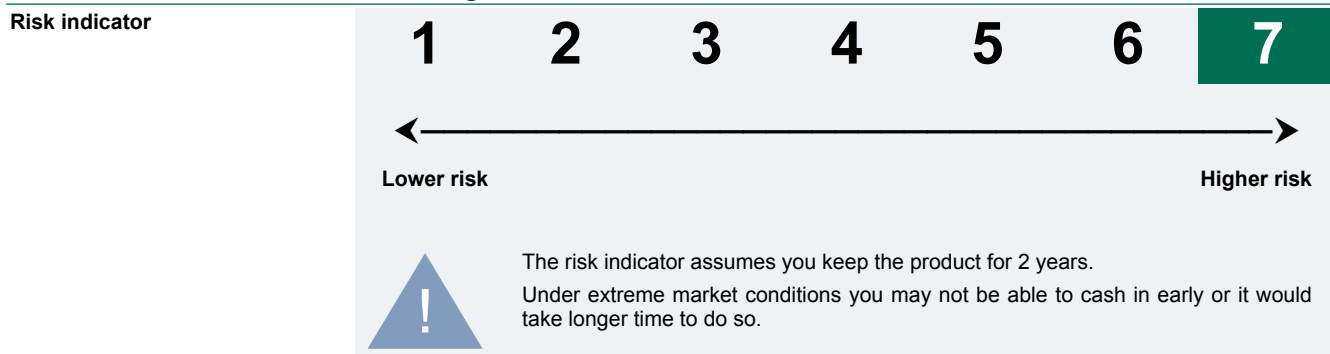 Risk indicator
1 2 3 4 5 6 7
Lower risk Higher risk
!
The risk indicator assumes you keep the product for 2 years.
Under extreme market conditions you may not be able to cash in early or it would
take longer time to do so.